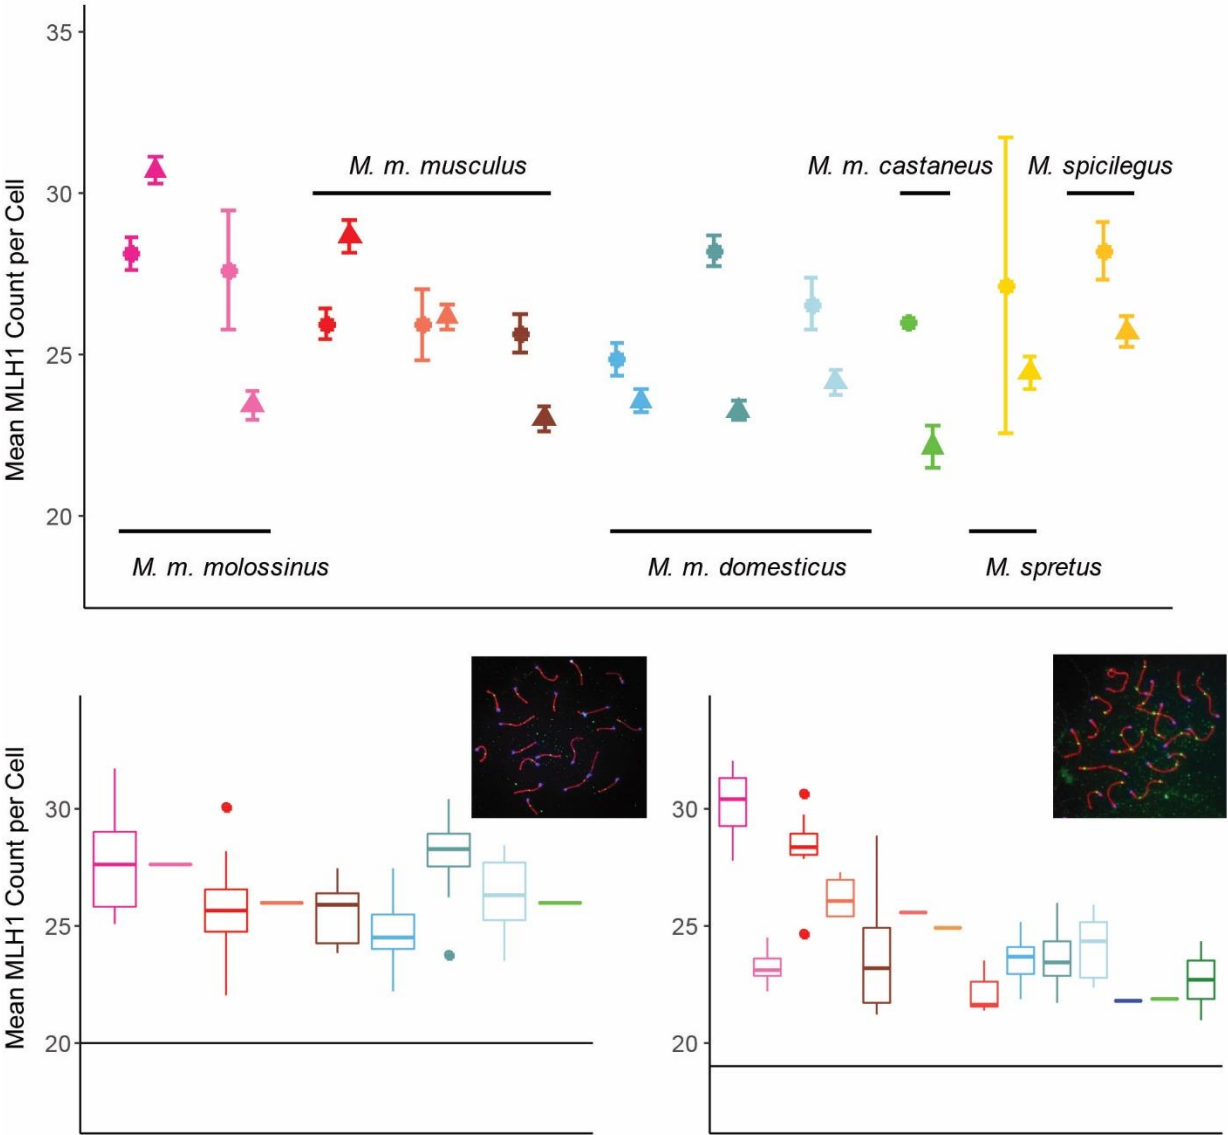 35
30
25
20
Mean MLH1 Count per Cell
M. m. musculus
M. m. castaneus
M. spicilegus
M. m. molossinus
M. m. domesticus
M. spretus
30
25
20
Mean MLH1 Count per Cell
30
25
20